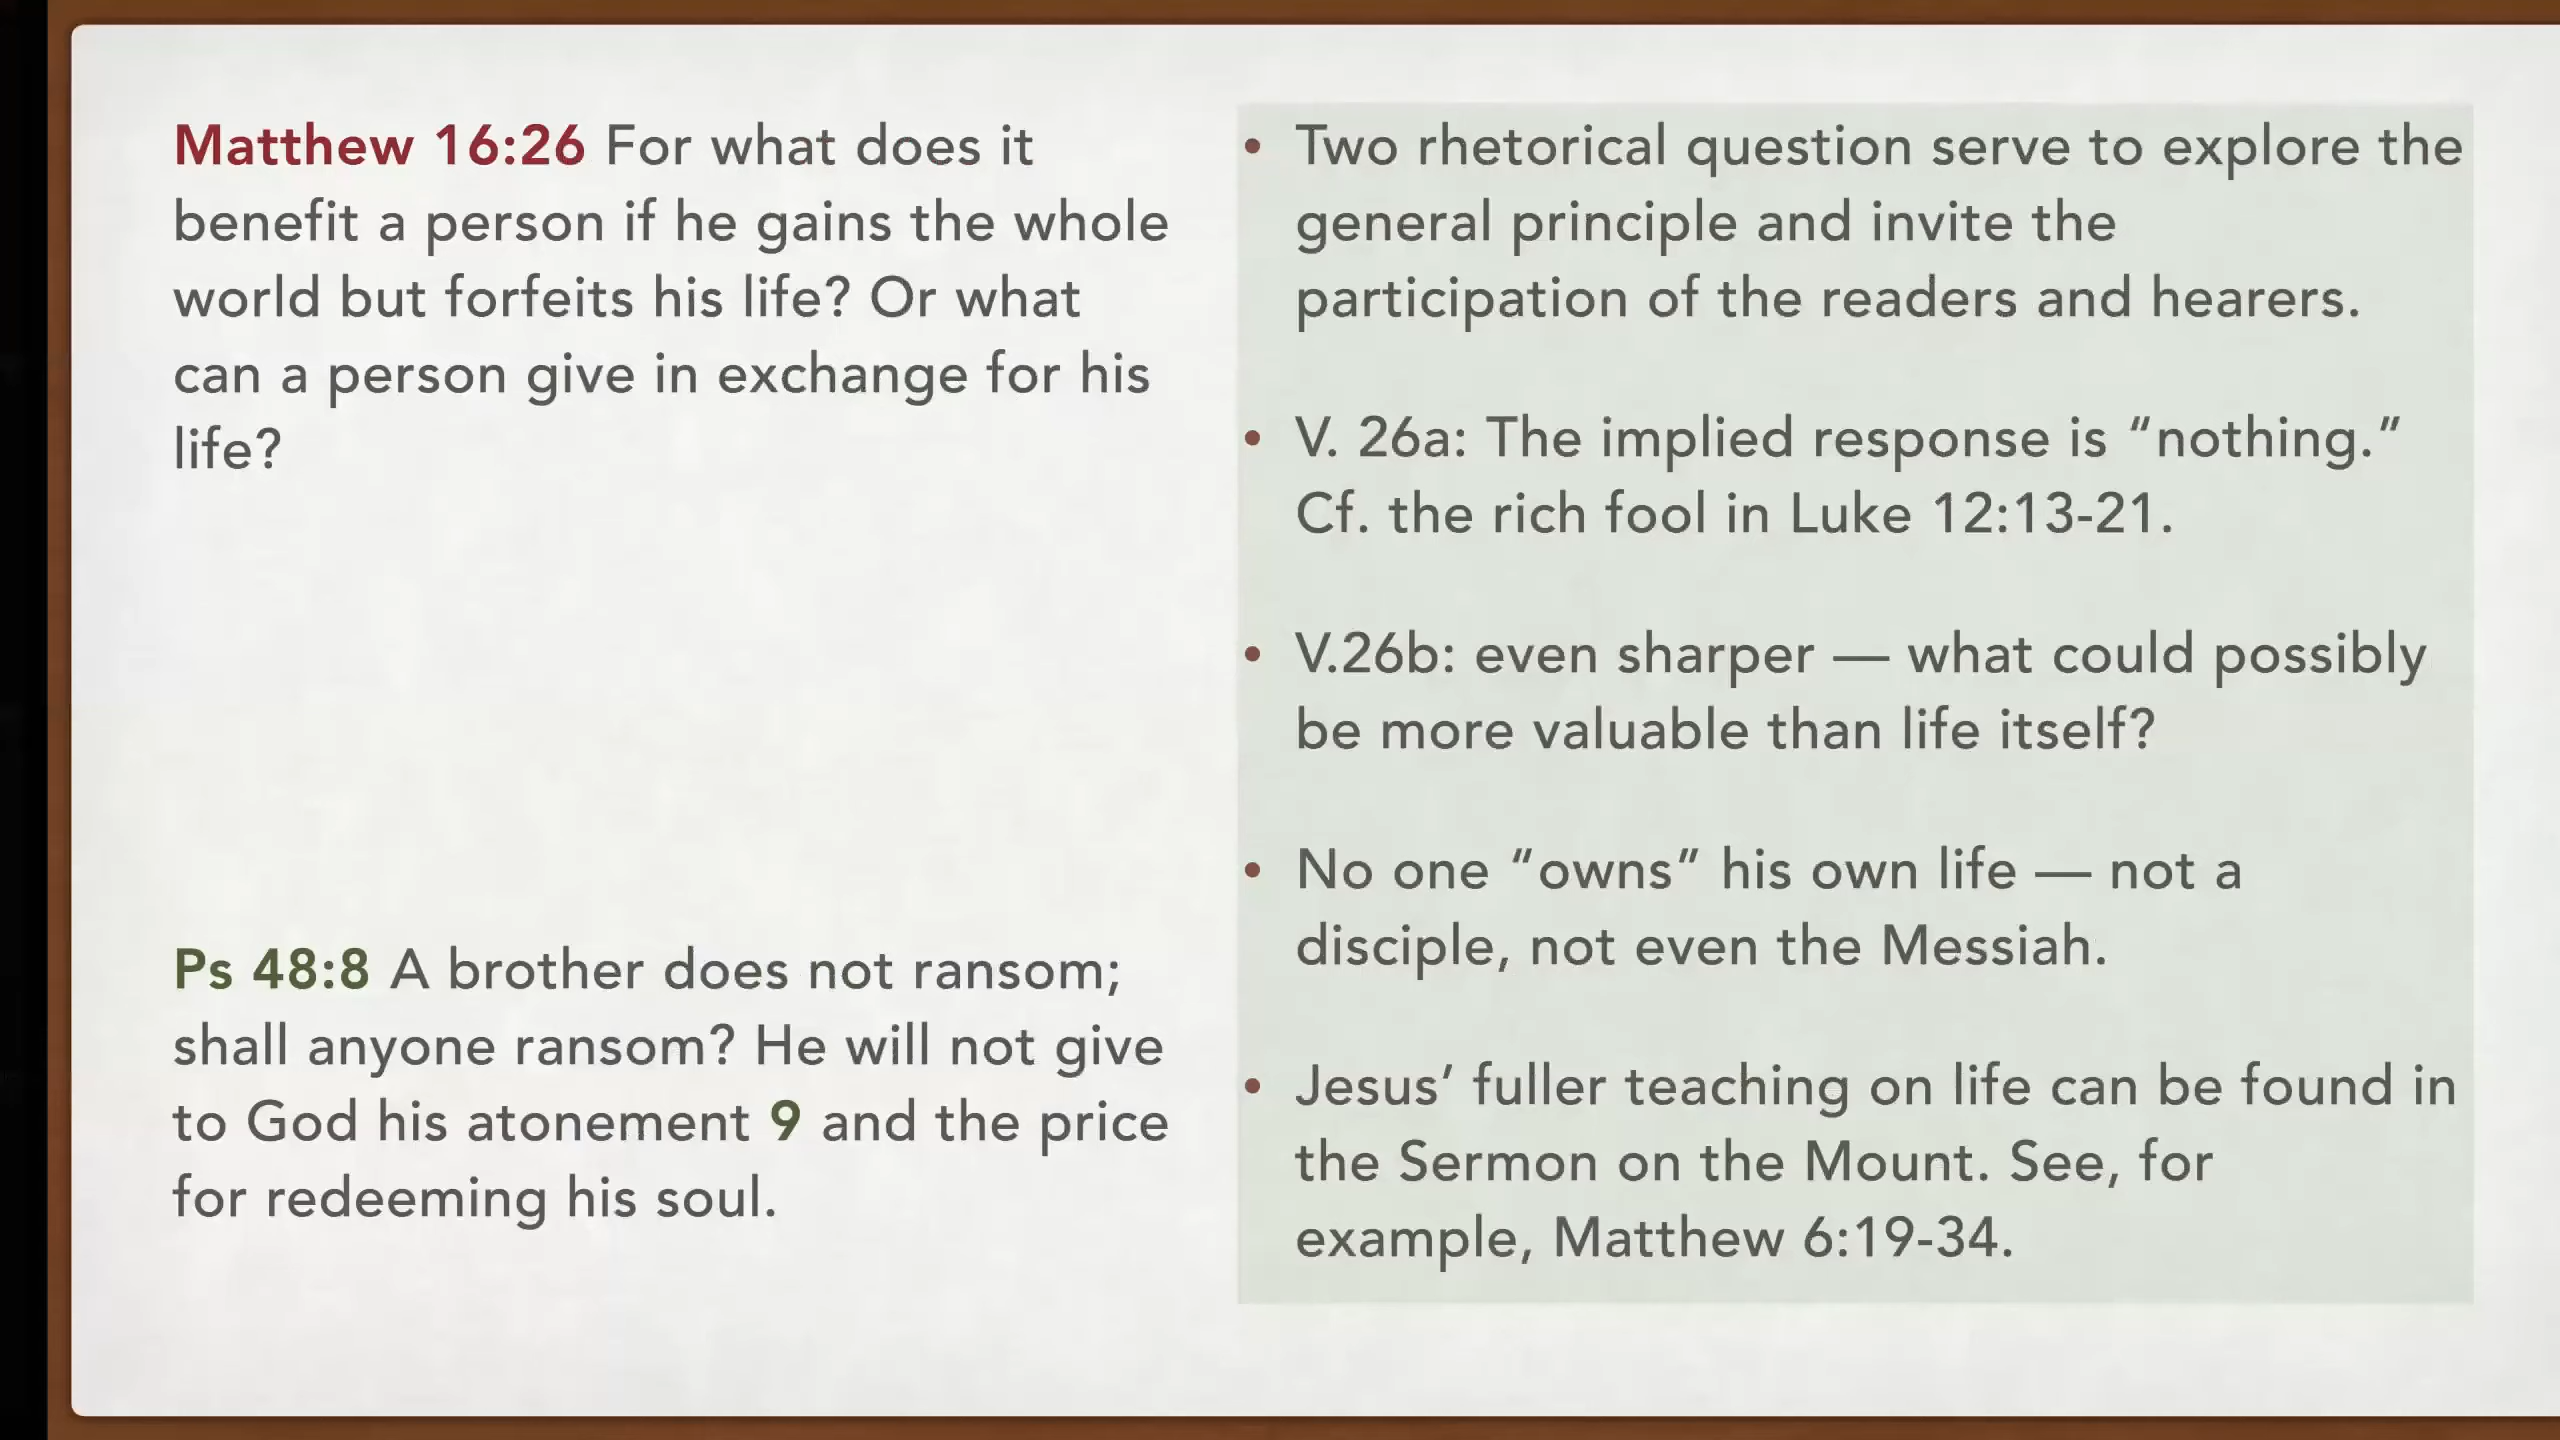 Matthew 16:26 For what does it
benefit a person if he gains the whole
world but forfeits his life? Or what
can a person give in exchange for his
life?
Ps 48:8 A brother does not ransom;
shall anyone ransom? He will not give
to God his atonement 9 and the price
for redeeming his soul.
• Two rhetorical question serve to explore the
general principle and invite the
participation of the readers and hearers.
• V. 26a: The implied response is “nothing.”
Cf. the rich fool in Luke 12:13-21.
• V.26b: even sharper — what could possibly
be more valuable than life itself?
• No one “owns” his own life — not a
disciple, not even the Messiah.
• Jesus’ fuller teaching on life can be found in
the Sermon on the Mount. See, for
example, Matthew 6:19-34.